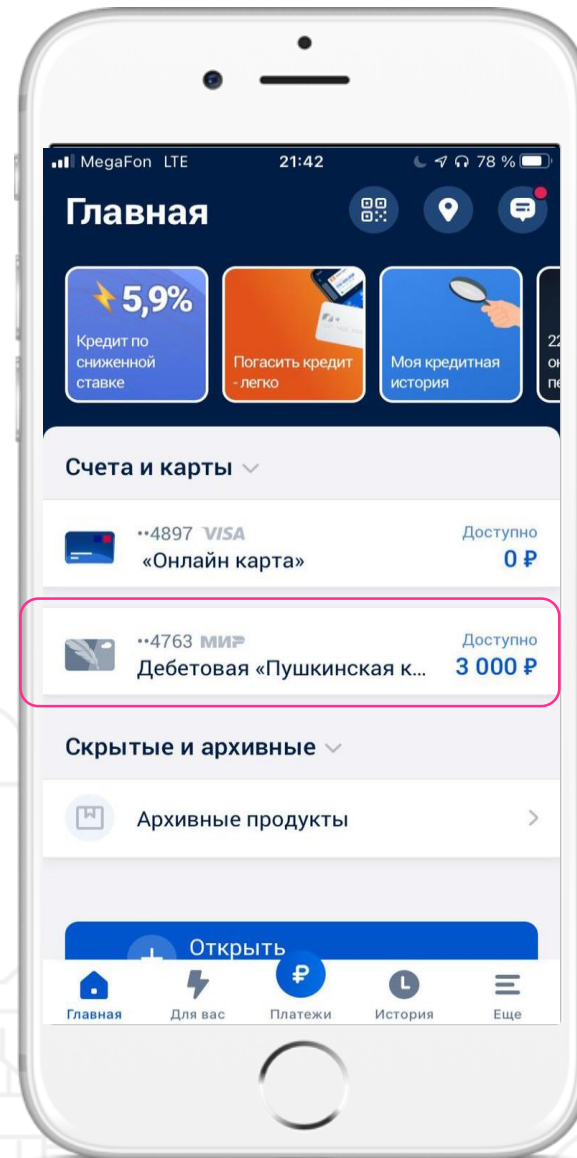 MegaFon LTE 21:42 78 %
Главная
5,9%
Кредит по
сниженной
ставке
Погасить кредит
- легко
Моя кредитная
история
Счета и карты
··4897 VISA
Доступно
«Онлайн карта»
0 ₽
··4763 МИР
Доступно
Дебетовая «Пушкинская к...
3 000 ₽
Скрытые и архивные
Архивные продукты
Открыть
Главная
Для вас
Платежи
История
Еще